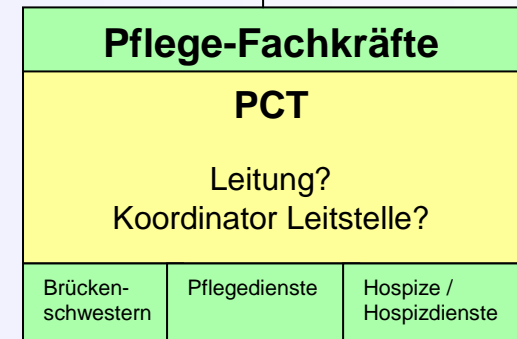 Pflege-Fachkräfte
PCT
Leitung?
Koordinator Leitstelle?
Brücken-
schwestern
Pflegedienste
Hospize /
Hospizdienste